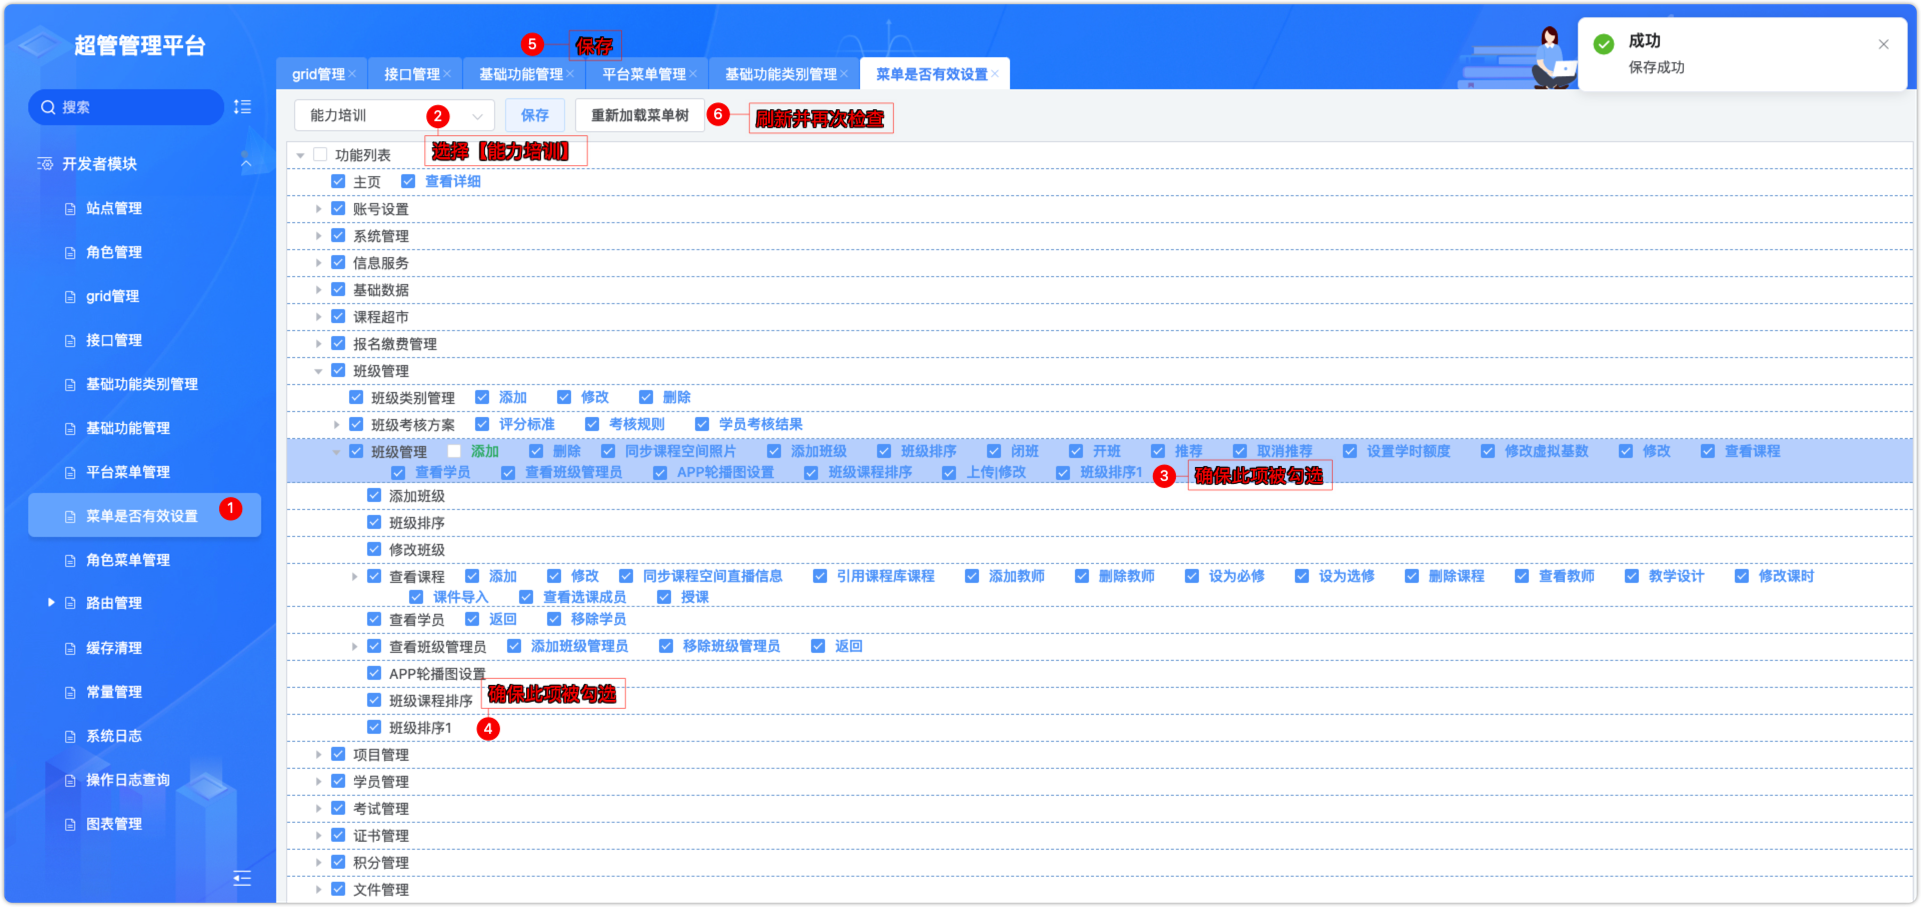 超管管理平台
5 保存
成功
保存成功
grid管理 接口管理 基础功能管理 平台菜单管理 基础功能类别管理 菜单是否有效设置
搜索
能力培训 2 保存 重新加载菜单树 6 刷新并再次检查
选择【能力培训】
开发者模块
站点管理
角色管理
grid管理
接口管理
基础功能类别管理
基础功能管理
平台菜单管理
菜单是否有效设置 1
角色菜单管理
路由管理
缓存清理
常量管理
系统日志
操作日志查询
图表管理
功能列表
主页 查看详细
账号设置
系统管理
信息服务
基础数据
课程超市
报名缴费管理
班级管理
班级类别管理 添加 修改 删除
班级考核方案 评分标准 考核规则 学员考核结果
班级管理 添加 删除 同步课程空间照片 添加班级 班级排序 闭班 开班 推荐 取消推荐 设置学时额度 修改虚拟基数 修改 查看课程
查看学员 查看班级管理员 APP轮播图设置 班级课程排序 上传|修改 班级排序1 3 确保此项被勾选
添加班级
班级排序
修改班级
查看课程 添加 修改 同步课程空间直播信息 引用课程库课程 添加教师 删除教师 设为必修 设为选修 删除课程 查看教师 教学设计 修改课时
课件导入 查看选课成员 授课
查看学员 返回 移除学员
查看班级管理员 添加班级管理员 移除班级管理员 返回
APP轮播图设置
班级课程排序 确保此项被勾选
班级排序1 4
项目管理
学员管理
考试管理
证书管理
积分管理
文件管理